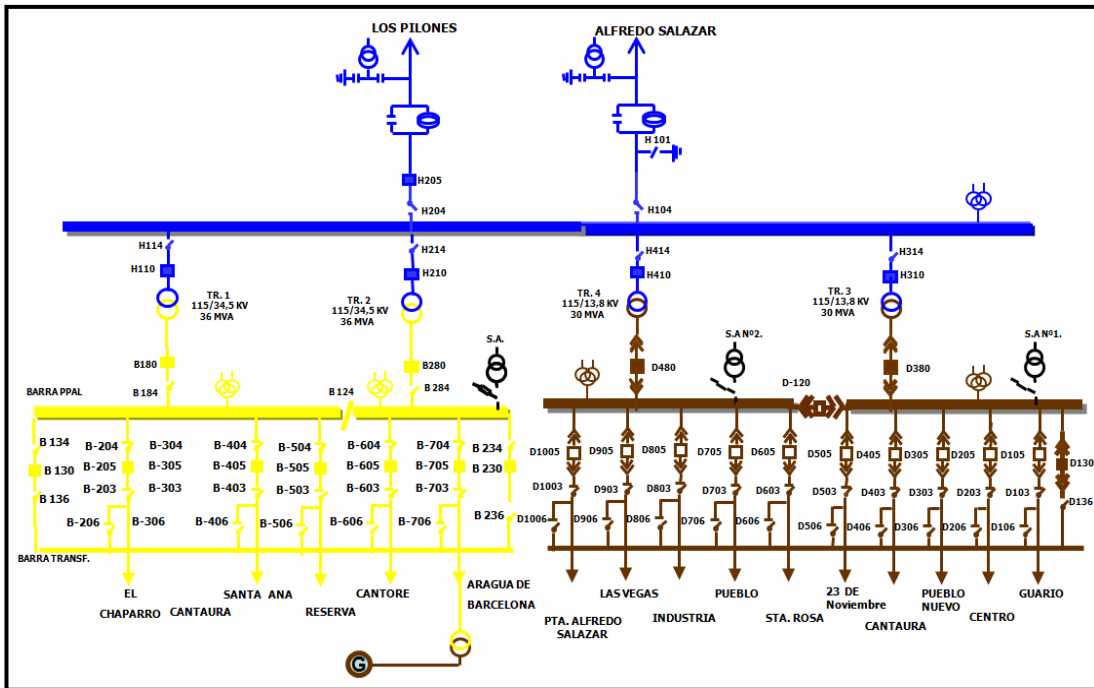 LOS PILONES
ALFREDO SALAZAR
H 101
H205
H204
H104
H114
H214
H414
H314
H110
H210
H410
H310
TR. 1
115/34,5 KV
36 MVA
TR. 2
115/34,5 KV
36 MVA
TR. 4
115/13,8 KV
30 MVA
TR. 3
115/13,8 KV
30 MVA
S.A.
S.A Nº2.
S.A Nº1.
B180
B280
D480
D380
B 184
B 284
BARRA PPAL
B 124
D-120
B 134
B-204
B-304
B-404
B-504
B-604
B-704
B 234
B 130
B-205
B-305
B-405
B-505
B-605
B-705
B 230
B 136
B-203
B-303
B-403
B-503
B-603
B-703
B 236
B-206
B-306
B-406
B-506
B-606
B-706
D1005
D905
D805
D705
D605
D505
D405
D305
D205
D105
D130
D1003
D903
D803
D703
D603
D503
D403
D303
D203
D103
D136
D1006
D906
D806
D706
D606
D506
D406
D306
D206
D106
BARRA TRANSF.
EL
CHAPARRO
CANTAURA
SANTA ANA
RESERVA
CANTORE
ARAGUA DE
BARCELONA
PTA. ALFREDO
SALAZAR
LAS VEGAS
INDUSTRIA
PUEBLO
STA. ROSA
23 DE
Noviembre
CANTAURA
PUEBLO
NUEVO
CENTRO
GUARIO
G